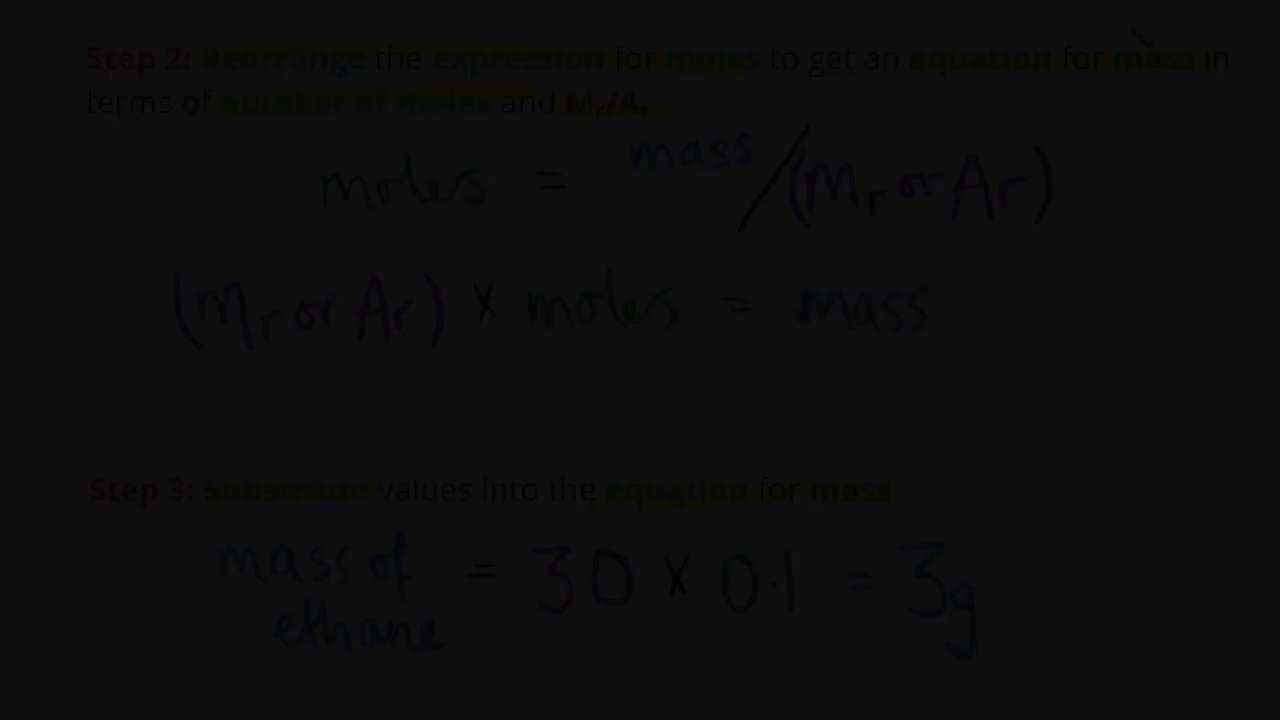 Step 2: Rearrange the expression for moles to get an equation for mass in
terms of number of moles and Mr/Ar
moles = mass/(Mr or Ar)
(Mr or Ar) x moles = mass
Step 3: Substitute values into the equation for mass
mass of = 30 x 0.1 = 3g
ethane